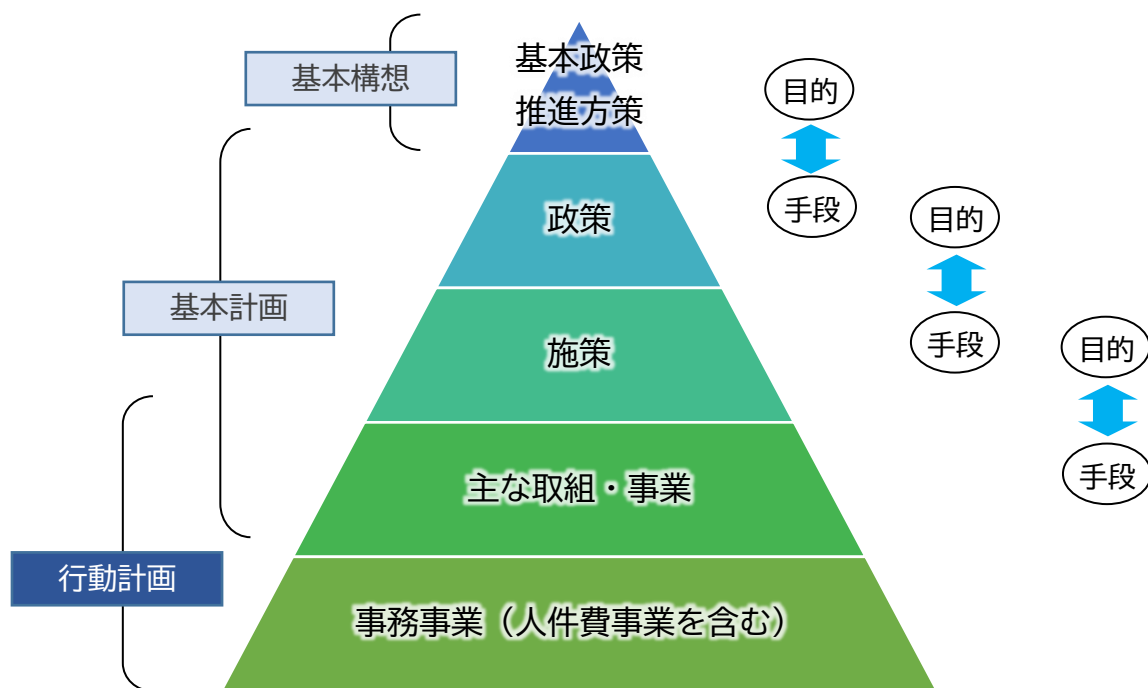 基本構想
基本政策
推進方策
目的
手段
政策
目的
手段
基本計画
施策
目的
手段
主な取組・事業
行動計画
事務事業（人件費事業を含む）